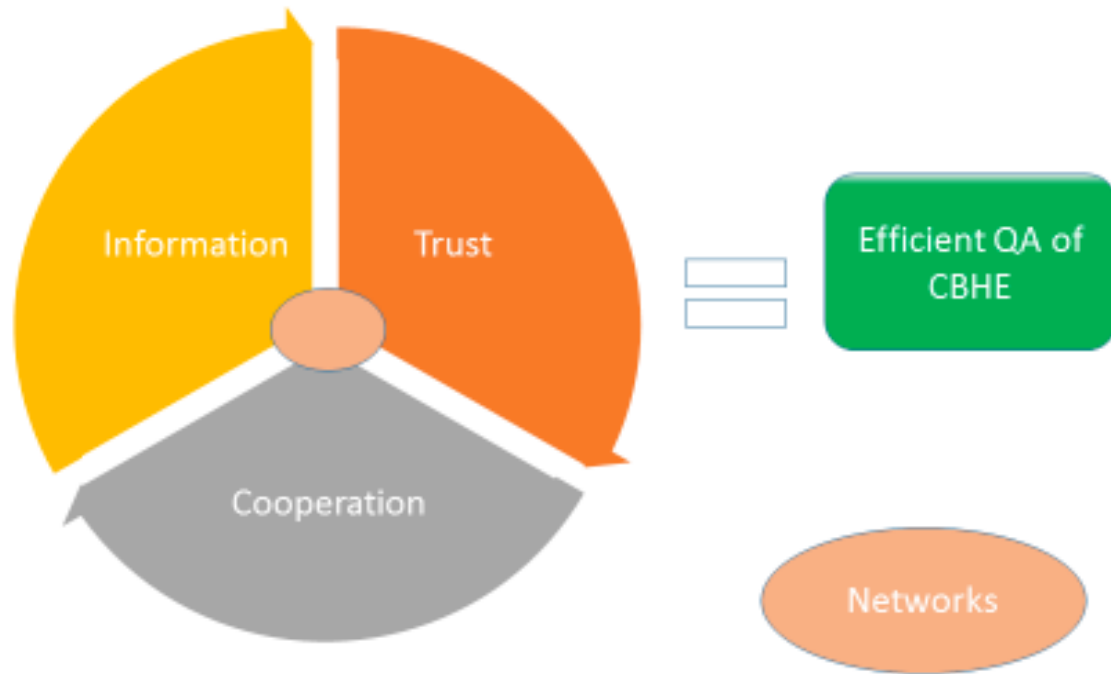 Information
Trust
Efficient QA of
CBHE
Cooperation
Networks